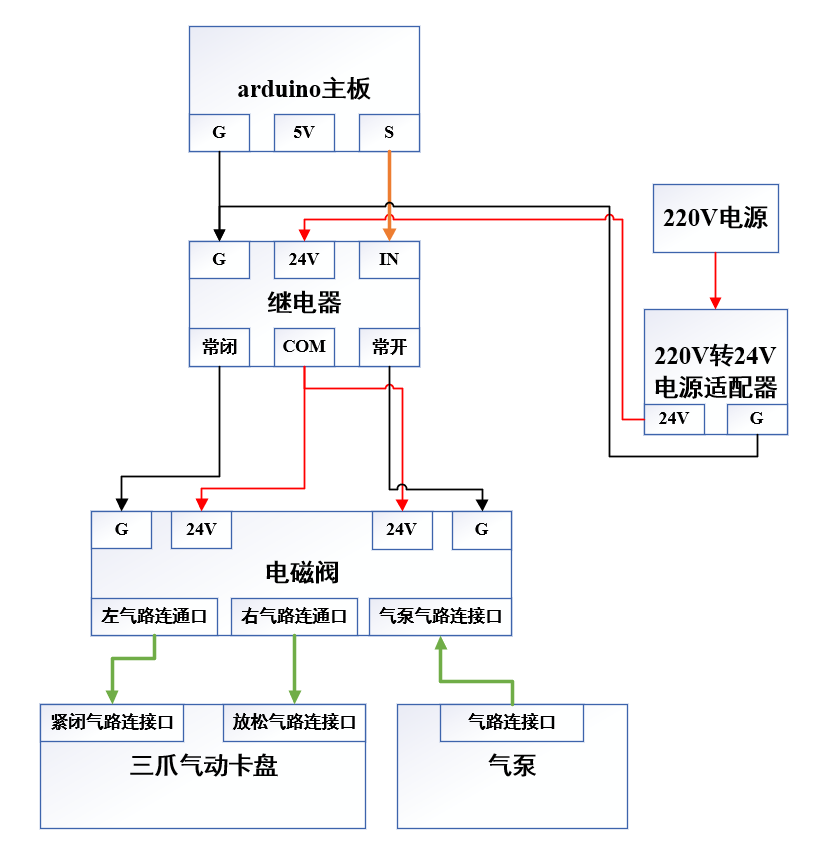 arduino主板
G
5V
S
220V电源
G
24V
IN
继电器
常闭
COM
常开
220V转24V
电源适配器
24V
G
G
24V
24V
G
电磁阀
左气路连通口
右气路连通口
气泵气路连接口
紧闭气路连接口
放松气路连接口
气路连接口
三爪气动卡盘
气泵